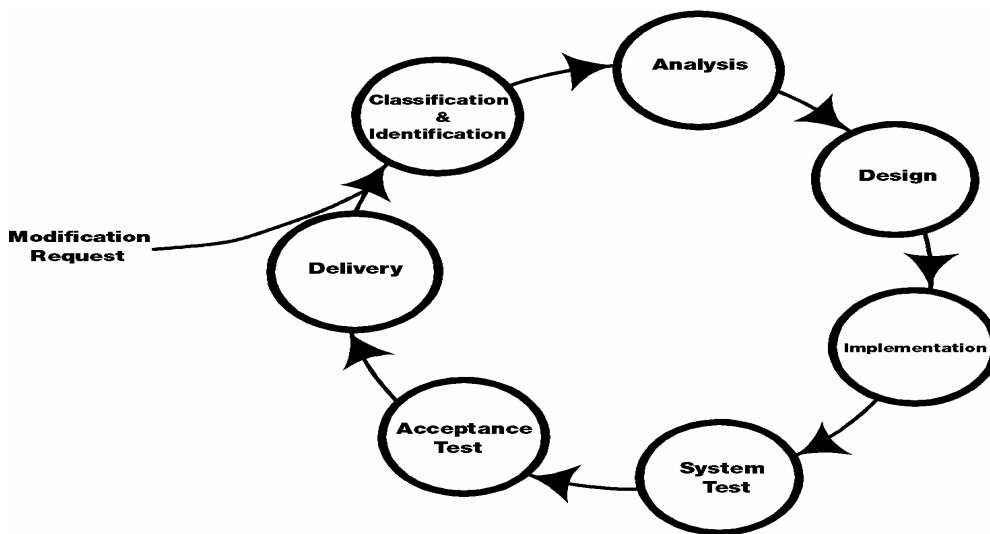 Modification
Request
Classification
&
Identification
Analysis
Design
Implementation
System
Test
Acceptance
Test
Delivery